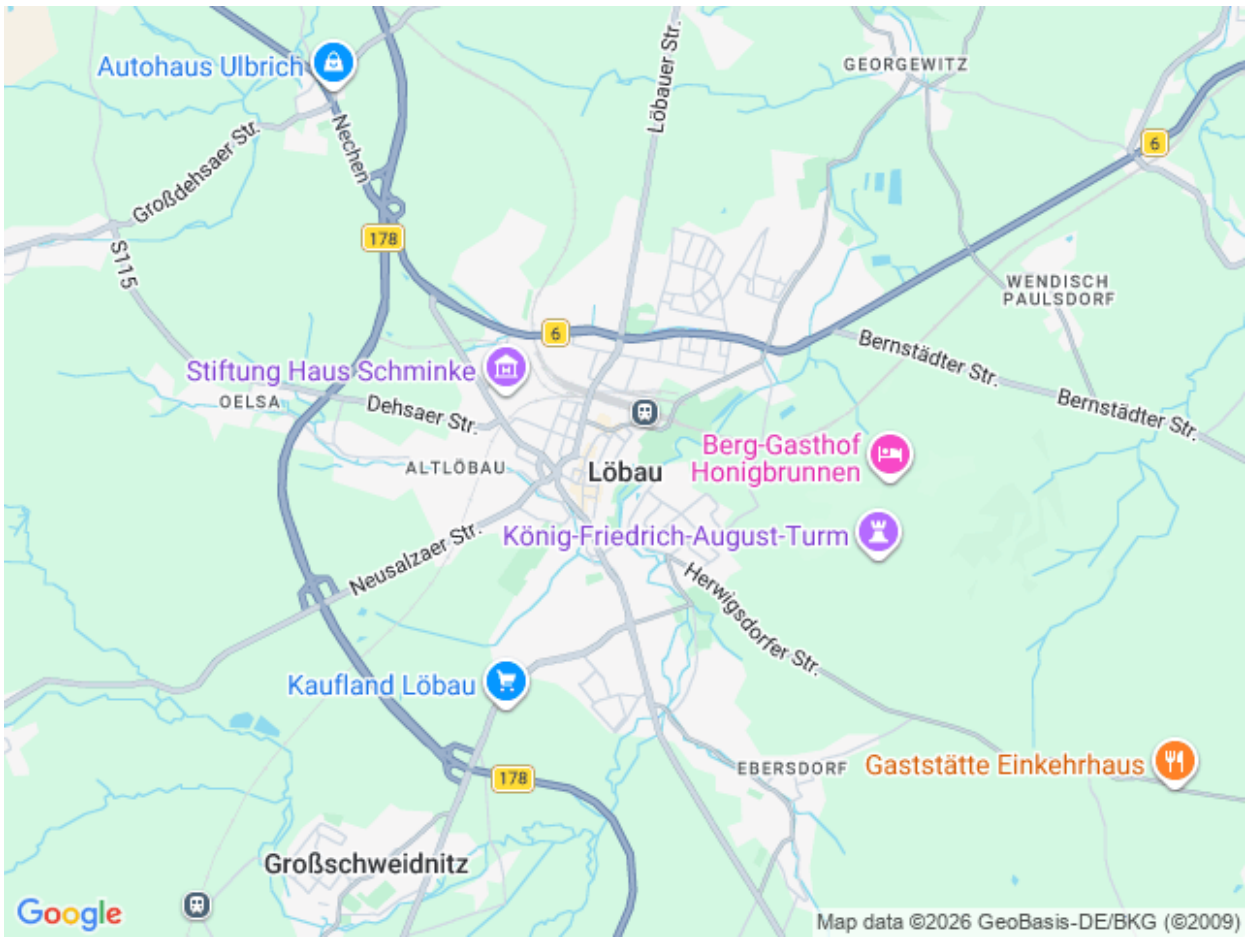 Autohaus Ulbrich
Nechen
Großdehsaer Str.
S115
178
Löbauer Str.
GEORGEWITZ
6
WENDISCH
PAULSDORF
6
Bernstädter Str.
Bernstädter Str.
Stiftung Haus Schminke
OELSA
Dehsaer Str.
ALTLÖBAU
Löbau
Berg-Gasthof
Honigbrunnen
König-Friedrich-August-Turm
Neusalzaer Str.
Herwigsdorfer Str.
Kaufland Löbau
178
EBERSDORF
Gaststätte Einkehrhaus
Großschweidnitz
Google
Map data ©2026 GeoBasis-DE/BKG (©2009)